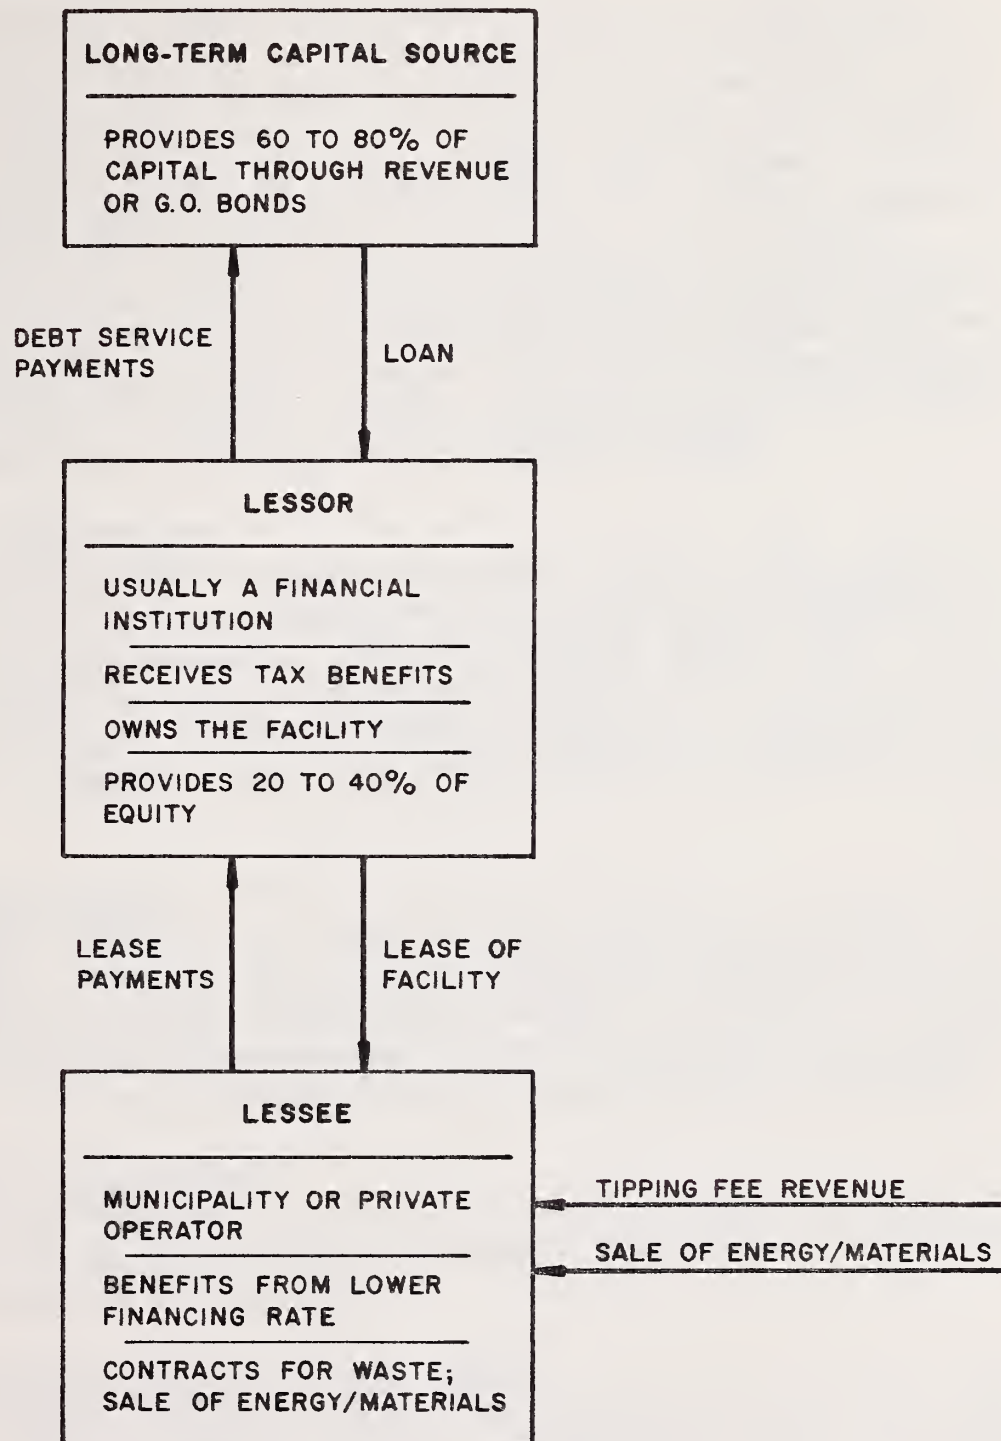 LONG-TERM CAPITAL SOURCE
PROVIDES 60 TO 80% OF
CAPITAL THROUGH REVENUE
OR G.O. BONDS
DEBT SERVICE
PAYMENTS
LOAN
LESSOR
USUALLY A FINANCIAL
INSTITUTION
RECEIVES TAX BENEFITS
OWNS THE FACILITY
PROVIDES 20 TO 40% OF
EQUITY
LEASE
PAYMENTS
LEASE OF
FACILITY
LESSEE
MUNICIPALITY OR PRIVATE
OPERATOR
BENEFITS FROM LOWER
FINANCING RATE
CONTRACTS FOR WASTE;
SALE OF ENERGY/MATERIALS
TIPPING FEE REVENUE
SALE OF ENERGY/MATERIALS